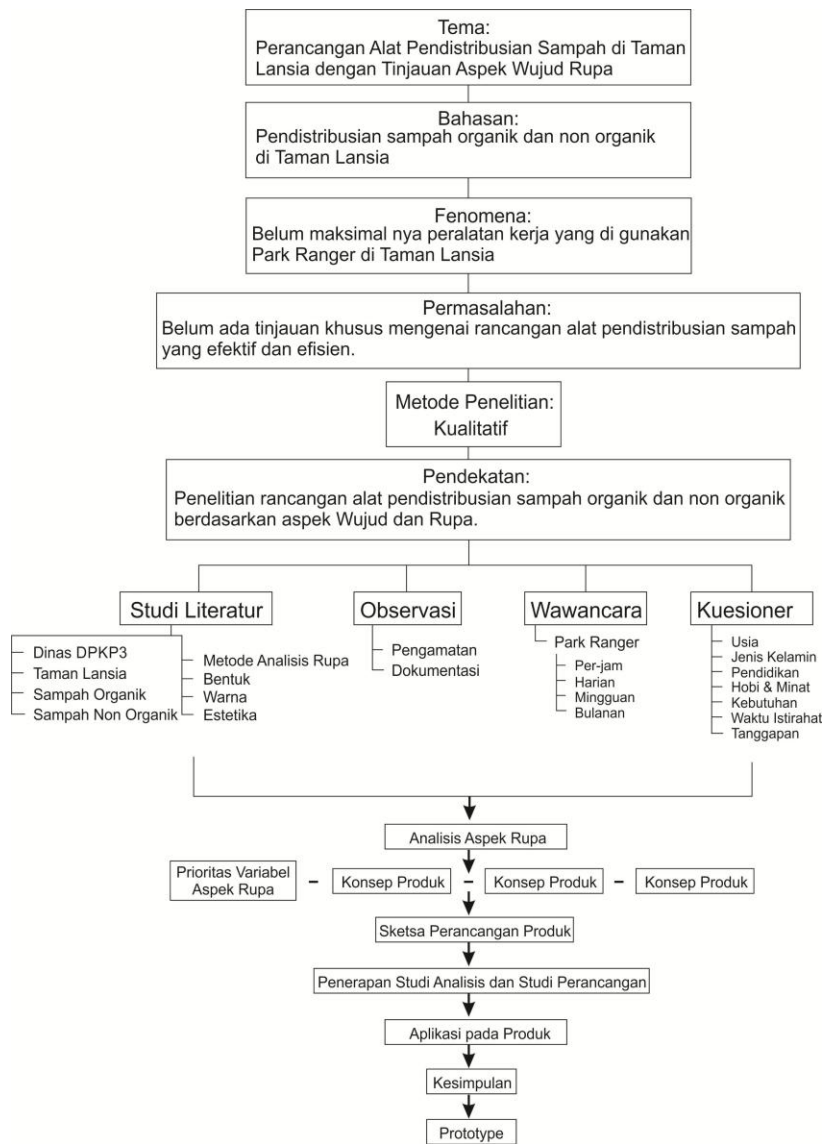 Tema:
Perancangan Alat Pendistribusian Sampah di Taman
Lansia dengan Tinjauan Aspek Wujud Rupa
Bahasan:
Pendistribusian sampah organik dan non organik
di Taman Lansia
Fenomena:
Belum maksimal nya peralatan kerja yang di gunakan
Park Ranger di Taman Lansia
Permasalahan:
Belum ada tinjauan khusus mengenai rancangan alat pendistribusian sampah
yang efektif dan efisien.
Metode Penelitian:
Kualitatif
Pendekatan:
Penelitian rancangan alat pendistribusian sampah organik dan non organik
berdasarkan aspek Wujud dan Rupa.
Studi Literatur
Dinas DPKP3
Taman Lansia
Sampah Organik
Sampah Non Organik
Metode Analisis Rupa
Bentuk
Warna
Estetika
Observasi
Pengamatan
Dokumentasi
Wawancara
Park Ranger
Per-jam
Harian
Mingguan
Bulanan
Kuesioner
Usia
Jenis Kelamin
Pendidikan
Hobi & Minat
Kebutuhan
Waktu Istirahat
Tanggapan
Analisis Aspek Rupa
Prioritas Variabel
Aspek Rupa
– Konsep Produk – Konsep Produk – Konsep Produk
Sketsa Perancangan Produk
Penerapan Studi Analisis dan Studi Perancangan
Aplikasi pada Produk
Kesimpulan
Prototype